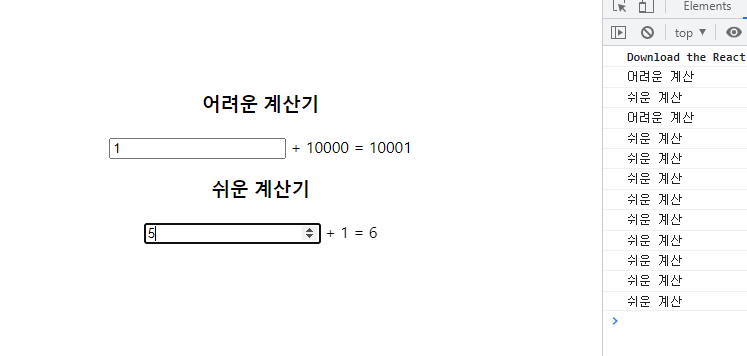 Elements
top
Download the React
어려운 계산기
1 + 10000 = 10001
쉬운 계산기
5 + 1 = 6
어려운 계산
쉬운 계산
어려운 계산
쉬운 계산
쉬운 계산
쉬운 계산
쉬운 계산
쉬운 계산
쉬운 계산
쉬운 계산
쉬운 계산
쉬운 계산